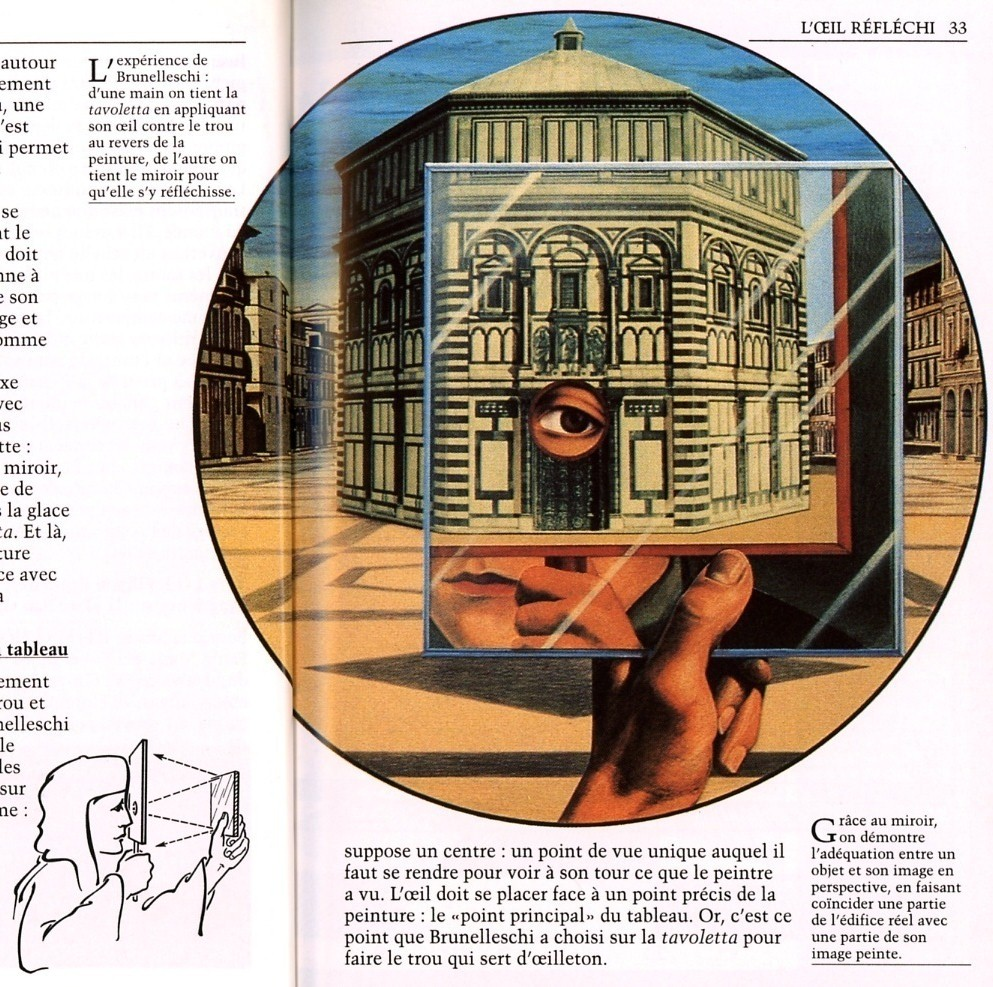 L'ŒIL RÉFLÉCHI 33
autour
ement
, une
'est
i permet
se
t le
doit
nne à
e son
ge et
omme
xe
vec
us
tte :
miroir,
e de
s la glace
ta. Et là,
ture
ce avec
a
tableau
ement
rou et
nelleschi
le
les
sur
me :
L'expérience de
Brunelleschi :
d'une main on tient la
tavoletta en appliquant
son œil contre le trou
au revers de la
peinture, de l'autre on
tient le miroir pour
qu'elle s'y réfléchisse.
suppose un centre : un point de vue unique auquel il
faut se rendre pour voir à son tour ce que le peintre
a vu. L'œil doit se placer face à un point précis de la
peinture : le «point principal» du tableau. Or, c'est ce
point que Brunelleschi a choisi sur la tavoletta pour
faire le trou qui sert d'œilleton.
Grâce au miroir,
on démontre
l'adéquation entre un
objet et son image en
perspective, en faisant
coïncider une partie
de l'édifice réel avec
une partie de son
image peinte.